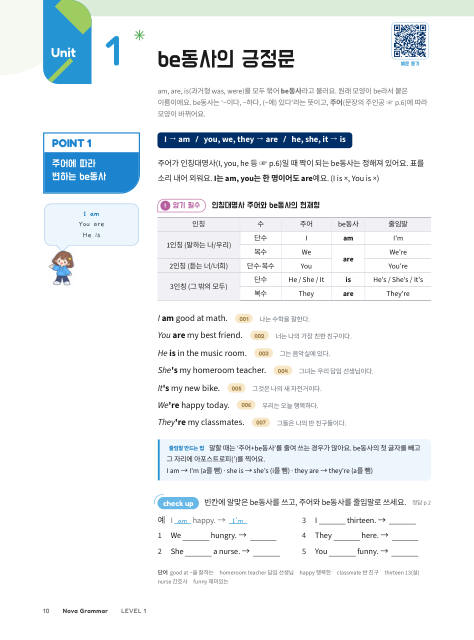 Unit 1
be동사의 긍정문
바로 듣기
am, are, is(과거형 was, were)를 모두 묶어 be동사라고 불러요. 원래 모양이 be라서 붙은
이름이에요. be동사는 '~이다, ~하다, (~에) 있다'라는 뜻이고, 주어(문장의 주인공 ☞ p.6)에 따라
모양이 바뀌어요.
POINT 1
주어에 따라
변하는 be동사
I am
You are
He is
I → am / you, we, they → are / he, she, it → is
주어가 인칭대명사(I, you, he 등 ☞ p.6)일 때 짝이 되는 be동사는 정해져 있어요. 표를
소리 내어 외워요. I는 am, you는 한 명이어도 are예요. (I is ×, You is ×)
! 암기 필수 인칭대명사 주어와 be동사의 현재형
인칭 수 주어 be동사 줄임말
1인칭 (말하는 나/우리) 단수 I am I'm
복수 We are We're
2인칭 (듣는 너/너희) 단수·복수 You You're
3인칭 (그 밖의 모두) 단수 He / She / It is He's / She's / It's
복수 They are They're
I am good at math. 001 나는 수학을 잘한다.
You are my best friend. 002 너는 나의 가장 친한 친구이다.
He is in the music room. 003 그는 음악실에 있다.
She's my homeroom teacher. 004 그녀는 우리 담임 선생님이다.
It's my new bike. 005 그것은 나의 새 자전거이다.
We're happy today. 006 우리는 오늘 행복하다.
They're my classmates. 007 그들은 나의 반 친구들이다.
줄임말 만드는 법 말할 때는 '주어+be동사'를 줄여 쓰는 경우가 많아요. be동사의 첫 글자를 빼고
그 자리에 아포스트로피(')를 찍어요.
I am → I'm (a를 뺌) · she is → she's (i를 뺌) · they are → they're (a를 뺌)
check up 빈칸에 알맞은 be동사를 쓰고, 주어와 be동사를 줄임말로 쓰세요. 정답 p.2
예 I am happy. → I'm
1 We ______ hungry. → ______
2 She ______ a nurse. → ______
3 I ______ thirteen. → ______
4 They ______ here. → ______
5 You ______ funny. → ______
단어 good at ~을 잘하는 homeroom teacher 담임 선생님 happy 행복한 classmate 반 친구 thirteen 13(살)
nurse 간호사 funny 재미있는
10 Nova Grammar LEVEL 1